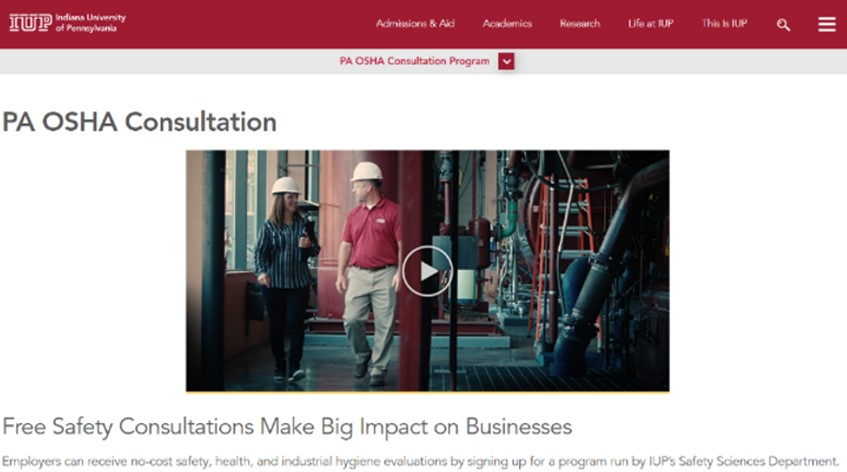 IUP Indiana University
of Pennsylvania
Admissions & Aid Academics Research Life at IUP This Is IUP
PA OSHA Consultation Program
PA OSHA Consultation
Free Safety Consultations Make Big Impact on Businesses
Employers can receive no-cost safety, health, and industrial hygiene evaluations by signing up for a program run by IUP's Safety Sciences Department.